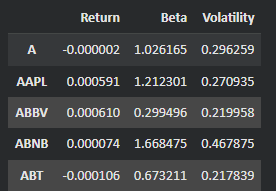 Return Beta Volatility
A -0.000002 1.026165 0.296259
AAPL 0.000591 1.212301 0.270935
ABBV 0.000610 0.299496 0.219958
ABNB 0.000074 1.668475 0.467875
ABT -0.000106 0.673211 0.217839